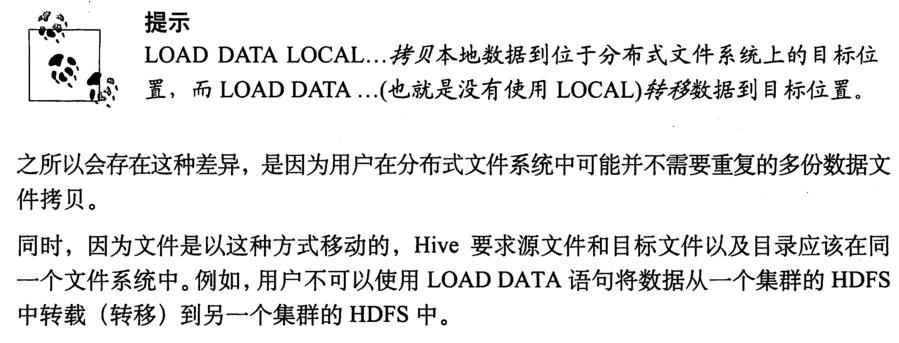 提示
LOAD DATA LOCAL…拷贝本地数据到位于分布式文件系统上的目标位
置，而 LOAD DATA …(也就是没有使用 LOCAL)转移数据到目标位置。
之所以会存在这种差异，是因为用户在分布式文件系统中可能并不需要重复的多份数据文
件拷贝。
同时，因为文件是以这种方式移动的，Hive 要求源文件和目标文件以及目录应该在同
一个文件系统中。例如，用户不可以使用 LOAD DATA 语句将数据从一个集群的 HDFS
中转载（转移）到另一个集群的 HDFS 中。